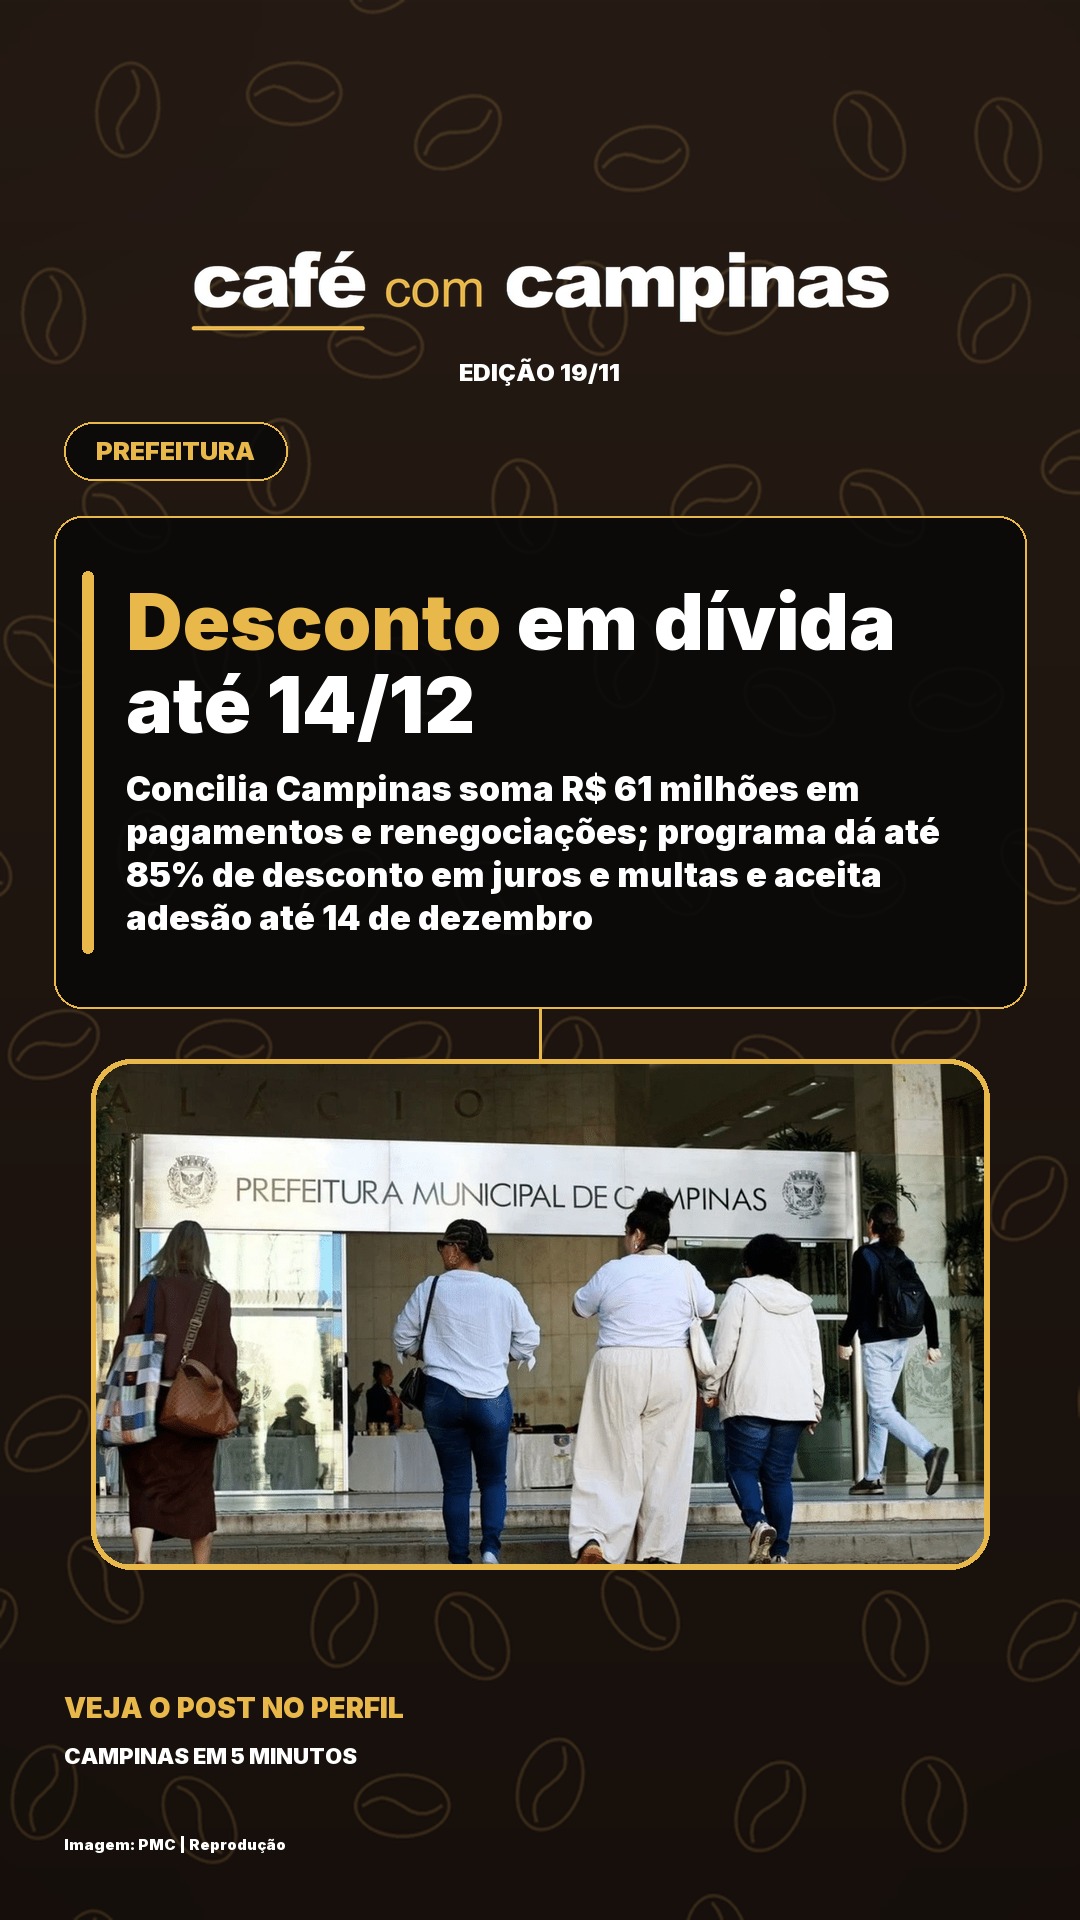 café com campinas
EDIÇÃO 19/11
PREFEITURA
Desconto em dívida
até 14/12
Concilia Campinas soma R$ 61 milhões em
pagamentos e renegociações; programa dá até
85% de desconto em juros e multas e aceita
adesão até 14 de dezembro
ALÁCIO
PREFEITURA MUNICIPAL DE CAMPINAS
VEJA O POST NO PERFIL
CAMPINAS EM 5 MINUTOS
Imagem: PMC | Reprodução